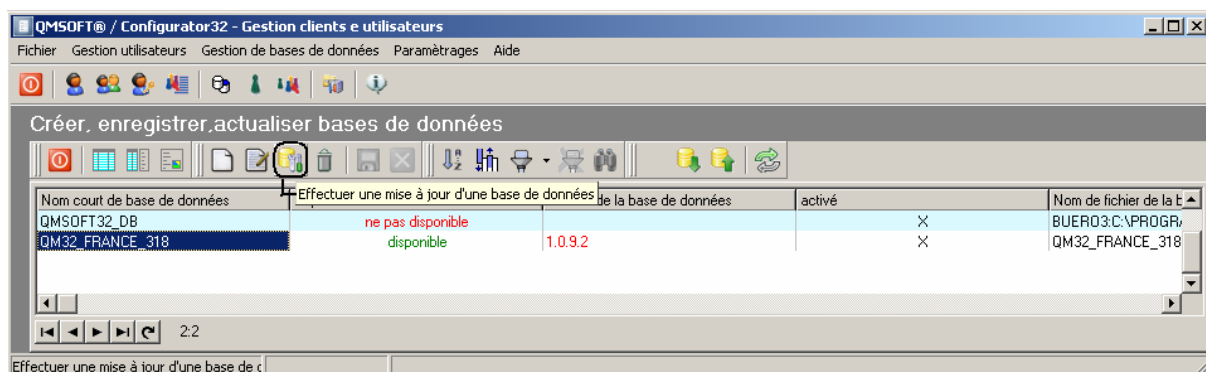 QMSOFT® / Configurator32 - Gestion clients e utilisateurs
Fichier Gestion utilisateurs Gestion de bases de données Paramètrages Aide
Créer, enregistrer,actualiser bases de données
Effectuer une mise à jour d'une base de données
Nom court de base de données de la base de données activé Nom de fichier de la b
QMSOFT32_DB ne pas disponible X BUERO3:C:\PROGRA
QM32_FRANCE_318 disponible 1.0.9.2 X QM32_FRANCE_318
2:2
Effectuer une mise à jour d'une base de c